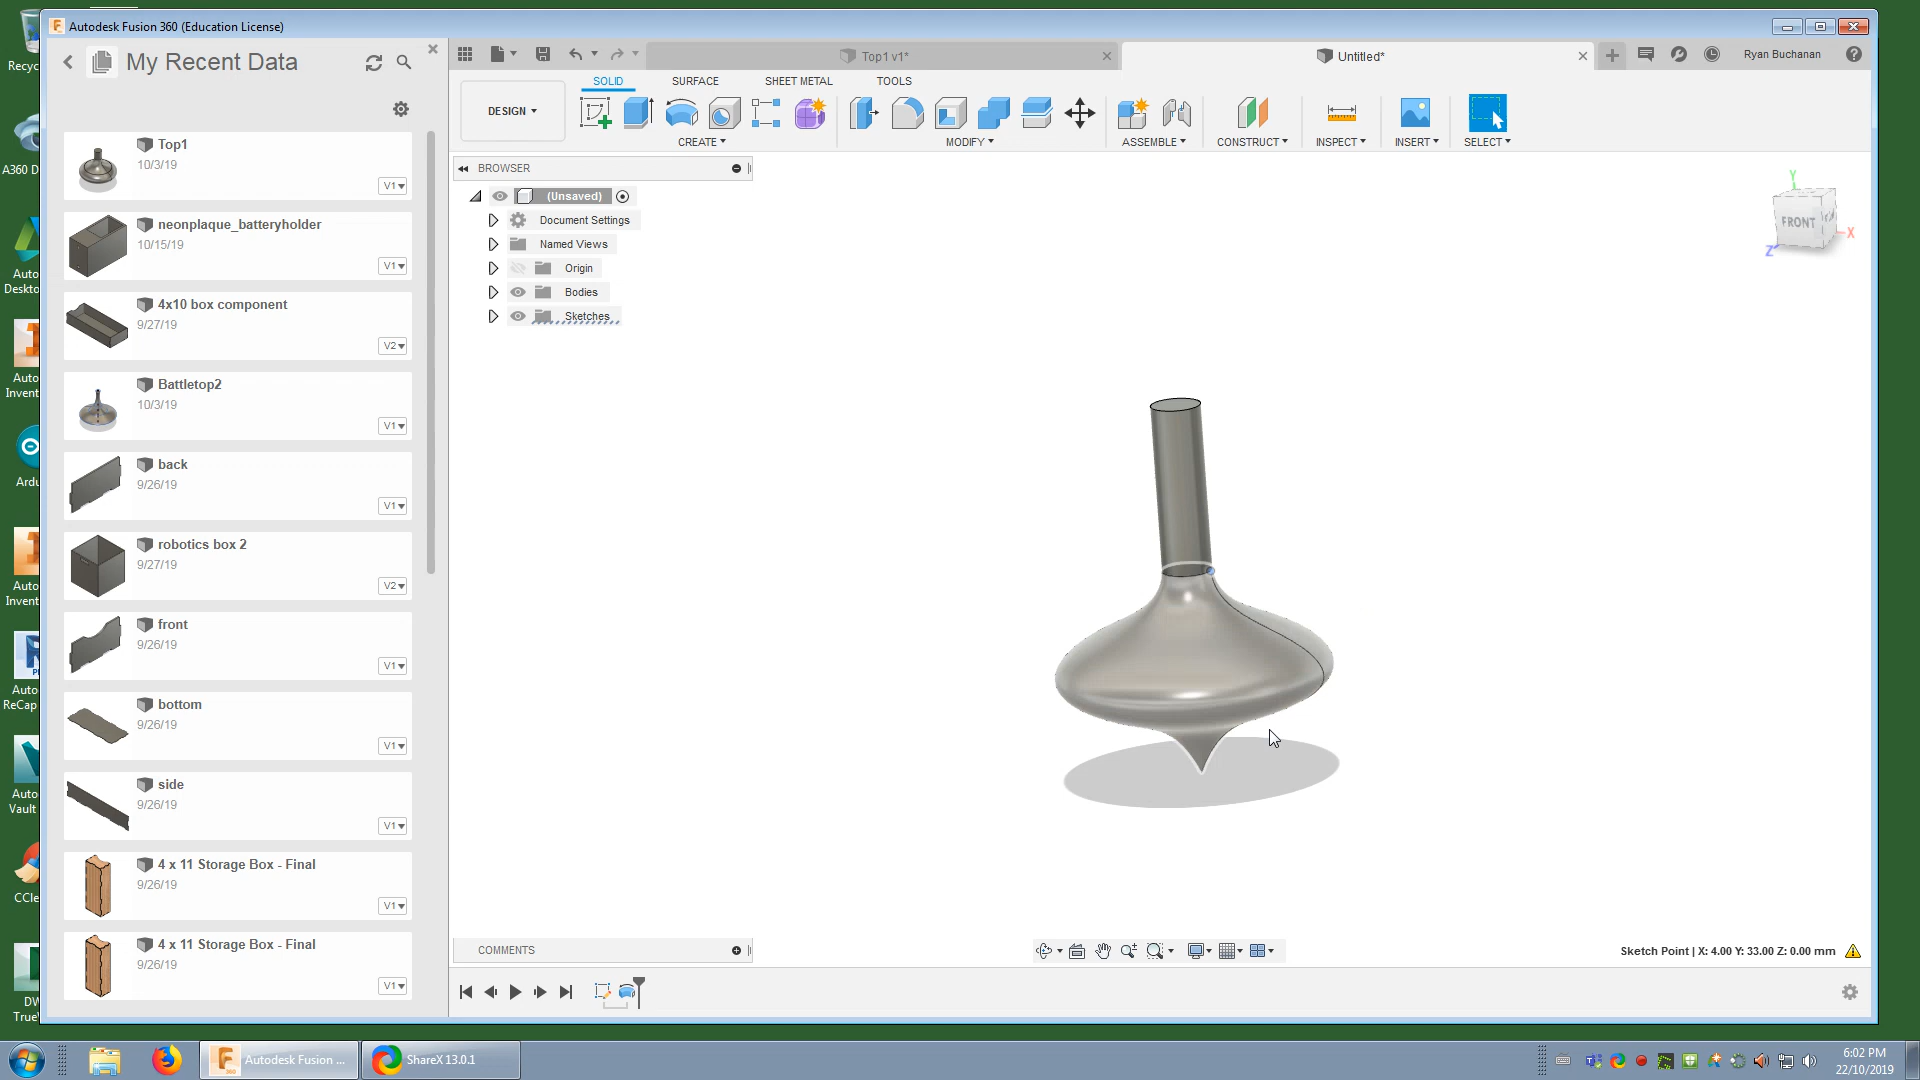 Autodesk Fusion 360 (Education License)
My Recent Data
Top1
10/3/19
V1
neonplaque_batteryholder
10/15/19
V1
4x10 box component
9/27/19
V2
Battletop2
10/3/19
V1
back
9/26/19
V1
robotics box 2
9/27/19
V2
front
9/26/19
V1
bottom
9/26/19
V1
side
9/26/19
V1
4 x 11 Storage Box - Final
9/26/19
V1
4 x 11 Storage Box - Final
9/26/19
V1
Top1 v1*
Untitled*
Ryan Buchanan
DESIGN
SOLID SURFACE SHEET METAL TOOLS
CREATE MODIFY ASSEMBLE CONSTRUCT INSPECT INSERT SELECT
BROWSER
(Unsaved)
Document Settings
Named Views
Origin
Bodies
Sketches
Y
FRONT
X
Z
COMMENTS
Sketch Point | X: 4.00 Y: 33.00 Z: 0.00 mm
Recyc
A360 D
Auto
Deskto
Auto
Invent
Ardu
Auto
Invent
Auto
ReCap
Auto
Vault
CCle
DW
TrueV
Autodesk Fusion ...
ShareX 13.0.1
6:02 PM
22/10/2019